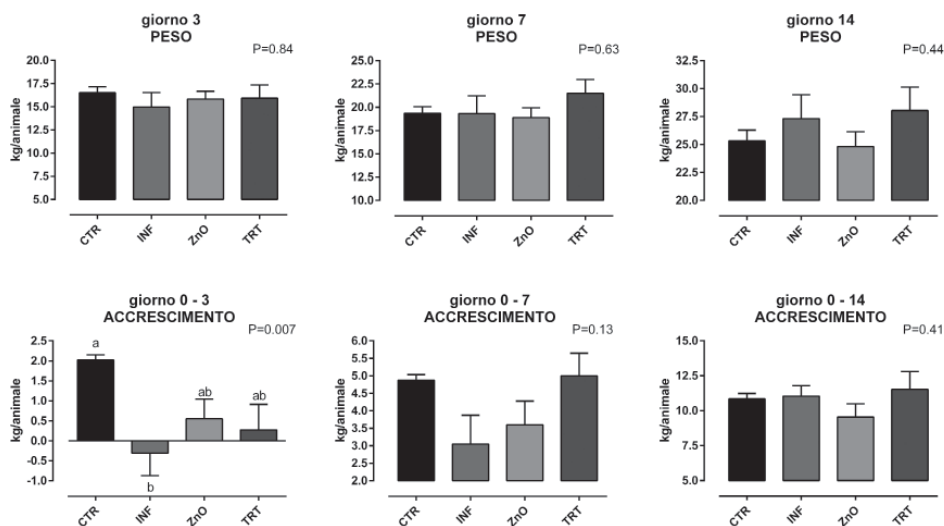 giorno 3
PESO
P=0.84
kg/animale
20.0
17.5
15.0
12.5
10.0
7.5
5.0
CTR
INF
ZnO
TRT
giorno 7
PESO
P=0.63
kg/animale
25.0
22.5
20.0
17.5
15.0
12.5
10.0
CTR
INF
ZnO
TRT
giorno 14
PESO
P=0.44
kg/animale
32.5
30.0
27.5
25.0
22.5
20.0
CTR
INF
ZnO
TRT
giorno 0 - 3
ACCRESCIMENTO
P=0.007
kg/animale
2.5
2.0
1.5
1.0
0.5
0.0
-0.5
-1.0
a
b
ab
ab
CTR
INF
ZnO
TRT
giorno 0 - 7
ACCRESCIMENTO
P=0.13
kg/animale
6.0
5.5
5.0
4.5
4.0
3.5
3.0
2.5
2.0
CTR
INF
ZnO
TRT
giorno 0 - 14
ACCRESCIMENTO
P=0.41
kg/animale
15.0
12.5
10.0
7.5
5.0
CTR
INF
ZnO
TRT